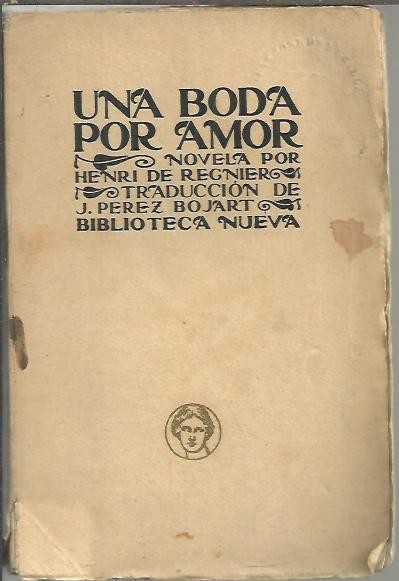 UNA BODA
POR AMOR
NOVELA POR
HENRI DE REGNIER
TRADUCCIÓN DE
J. PEREZ BOJART
BIBLIOTECA NUEVA